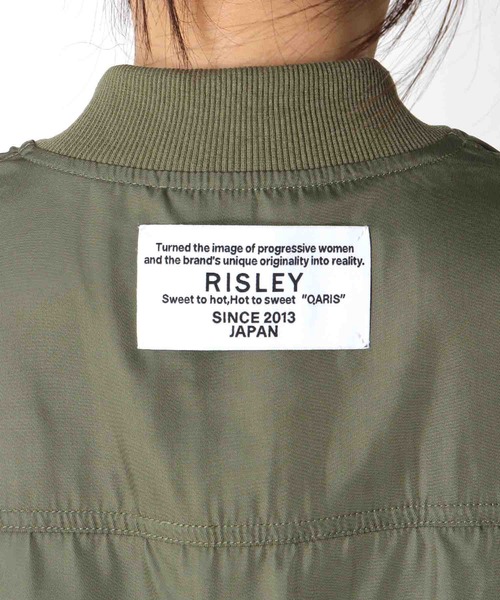 Turned the image of progressive women
and the brand's unique originality into reality.
RISLEY
Sweet to hot,Hot to sweet "QARIS"
SINCE 2013
JAPAN